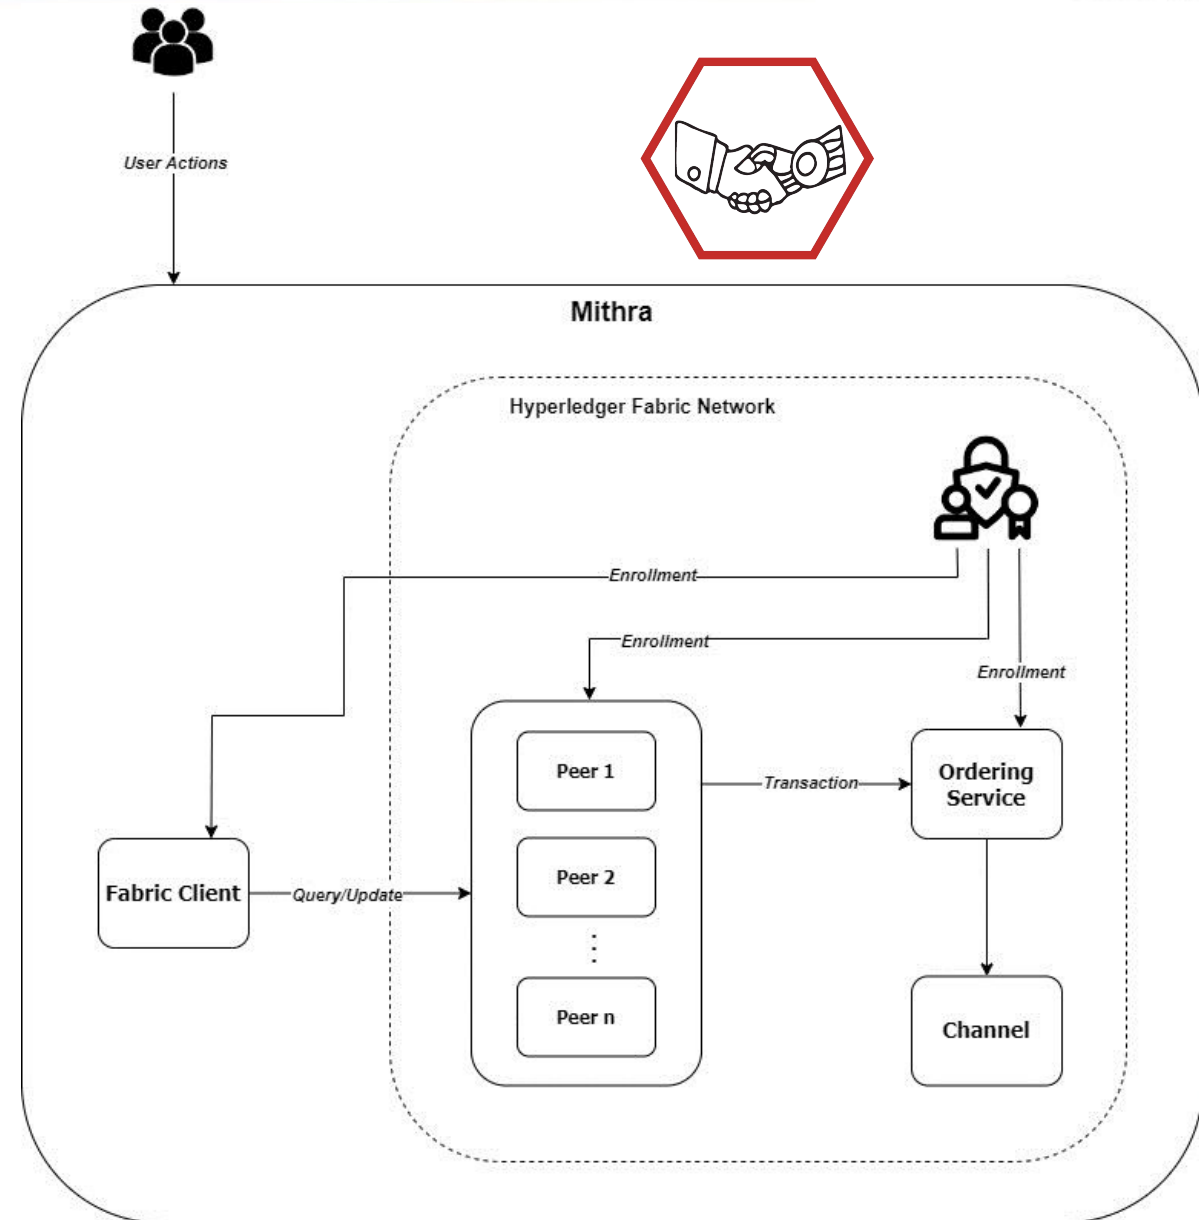 User Actions
Mithra
Hyperledger Fabric Network
Enrollment
Enrollment
Enrollment
Peer 1
Transaction
Ordering
Service
Fabric Client
Query/Update
Peer 2
Peer n
Channel